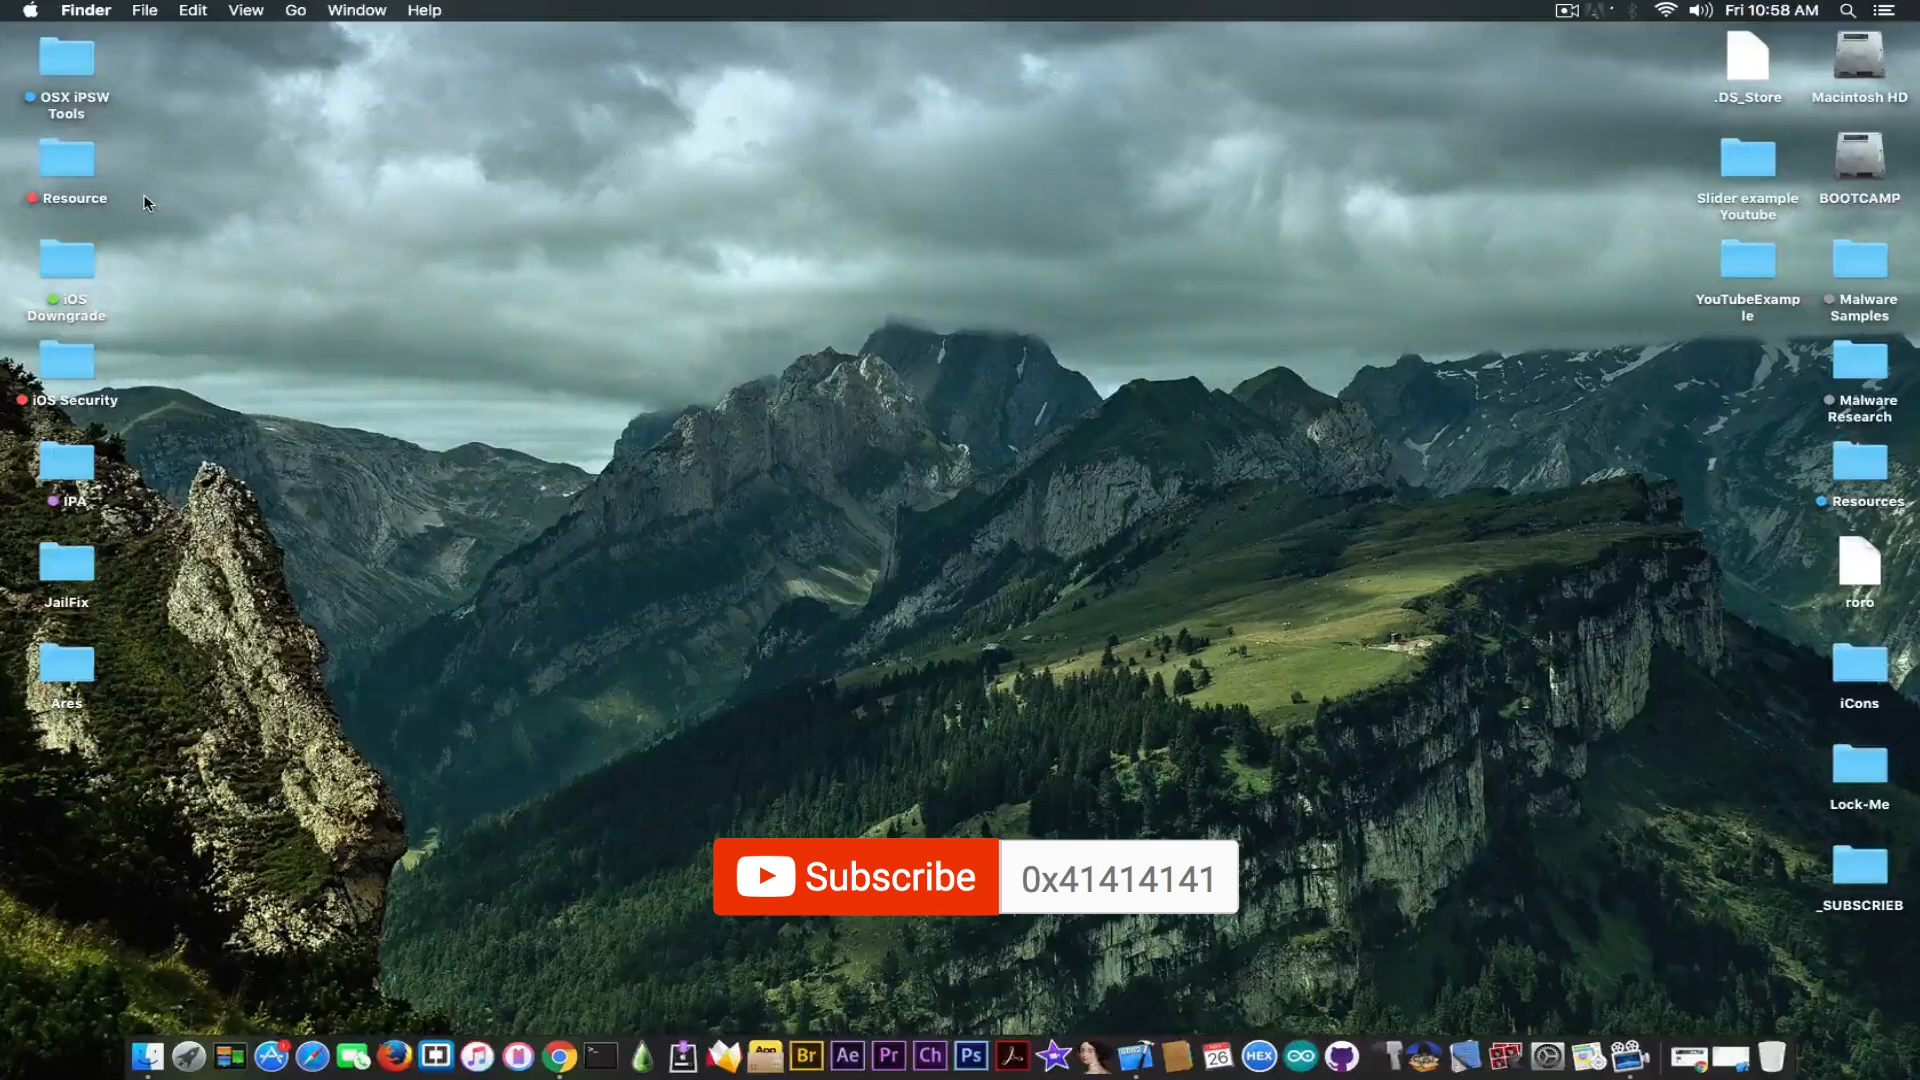 Finder File Edit View Go Window Help
Fri 10:58 AM
OSX iPSW
Tools
Resource
iOS
Downgrade
iOS Security
IPA
JailFix
Ares
.DS_Store
Macintosh HD
Slider example
Youtube
BOOTCAMP
YouTubeExamp
le
Malware
Samples
Malware
Research
Resources
roro
iCons
Lock-Me
_SUBSCRIEB
Subscribe
0x41414141
Br
Ae
Pr
Ch
Ps
26
HEX